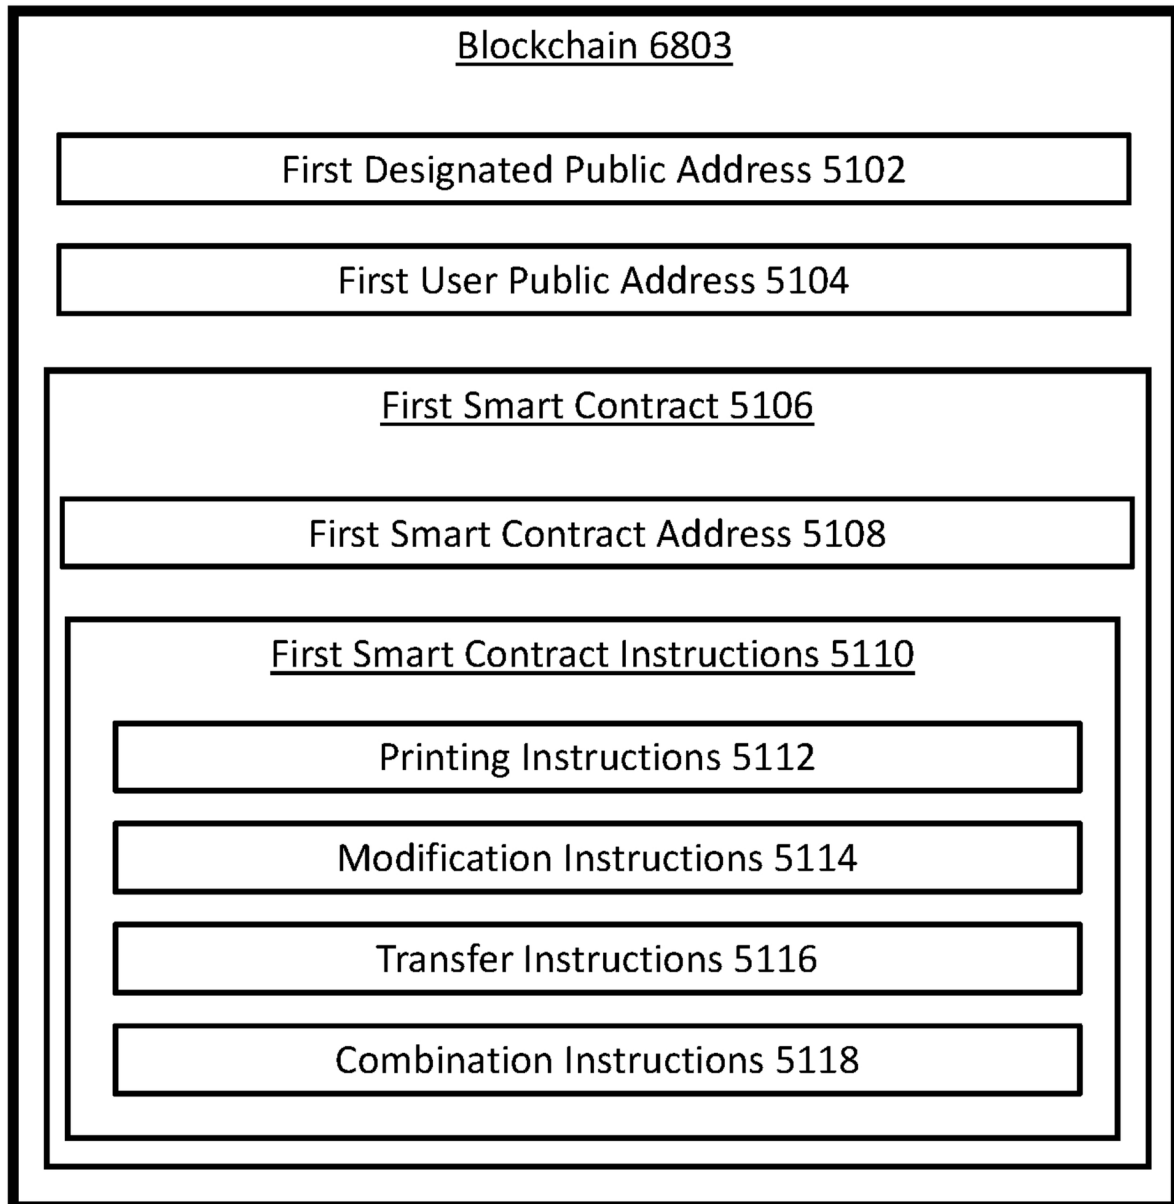 Blockchain 6803
First Designated Public Address 5102
First User Public Address 5104
First Smart Contract 5106
First Smart Contract Address 5108
First Smart Contract Instructions 5110
Printing Instructions 5112
Modification Instructions 5114
Transfer Instructions 5116
Combination Instructions 5118